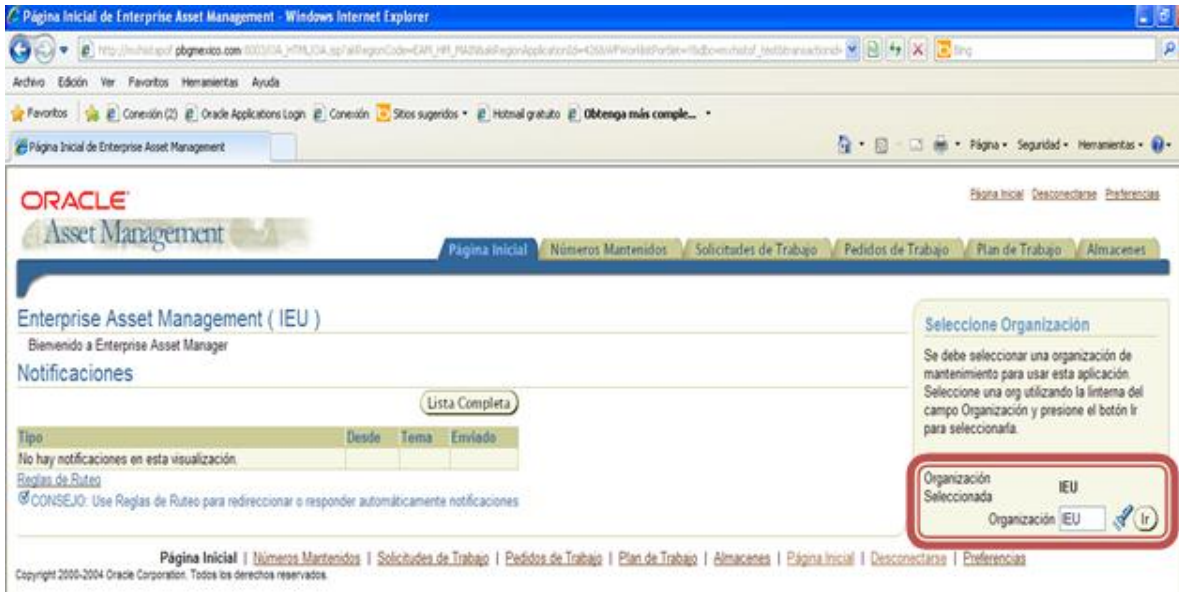 Página Inicial de Enterprise Asset Management - Windows Internet Explorer
pbgmexico.com
Bing
Archivo Edición Ver Favoritos Herramientas Ayuda
Favoritos Conexión (2) Oracle Applications Login Conexión Sitios sugeridos Hotmail gratuito Obtenga más comple...
Página Inicial de Enterprise Asset Management Página Seguridad Herramientas
ORACLE Página Inicial Desconectarse Preferencias
Asset Management
Página Inicial Números Mantenidos Solicitudes de Trabajo Pedidos de Trabajo Plan de Trabajo Almacenes
Enterprise Asset Management ( IEU )
Bienvenido a Enterprise Asset Manager
Notificaciones
Lista Completa
Tipo Desde Tema Enviado
No hay notificaciones en esta visualización.
Reglas de Ruteo
CONSEJO: Use Reglas de Ruteo para redireccionar o responder automáticamente notificaciones
Seleccione Organización
Se debe seleccionar una organización de
mantenimiento para usar esta aplicación.
Seleccione una org utilizando la linterna del
campo Organización y presione el botón Ir
para seleccionarla.
Organización
Seleccionada IEU
Organización IEU Ir
Página Inicial | Números Mantenidos | Solicitudes de Trabajo | Pedidos de Trabajo | Plan de Trabajo | Almacenes | Página Inicial | Desconectarse | Preferencias
Copyright 2000-2004 Oracle Corporation. Todos los derechos reservados.